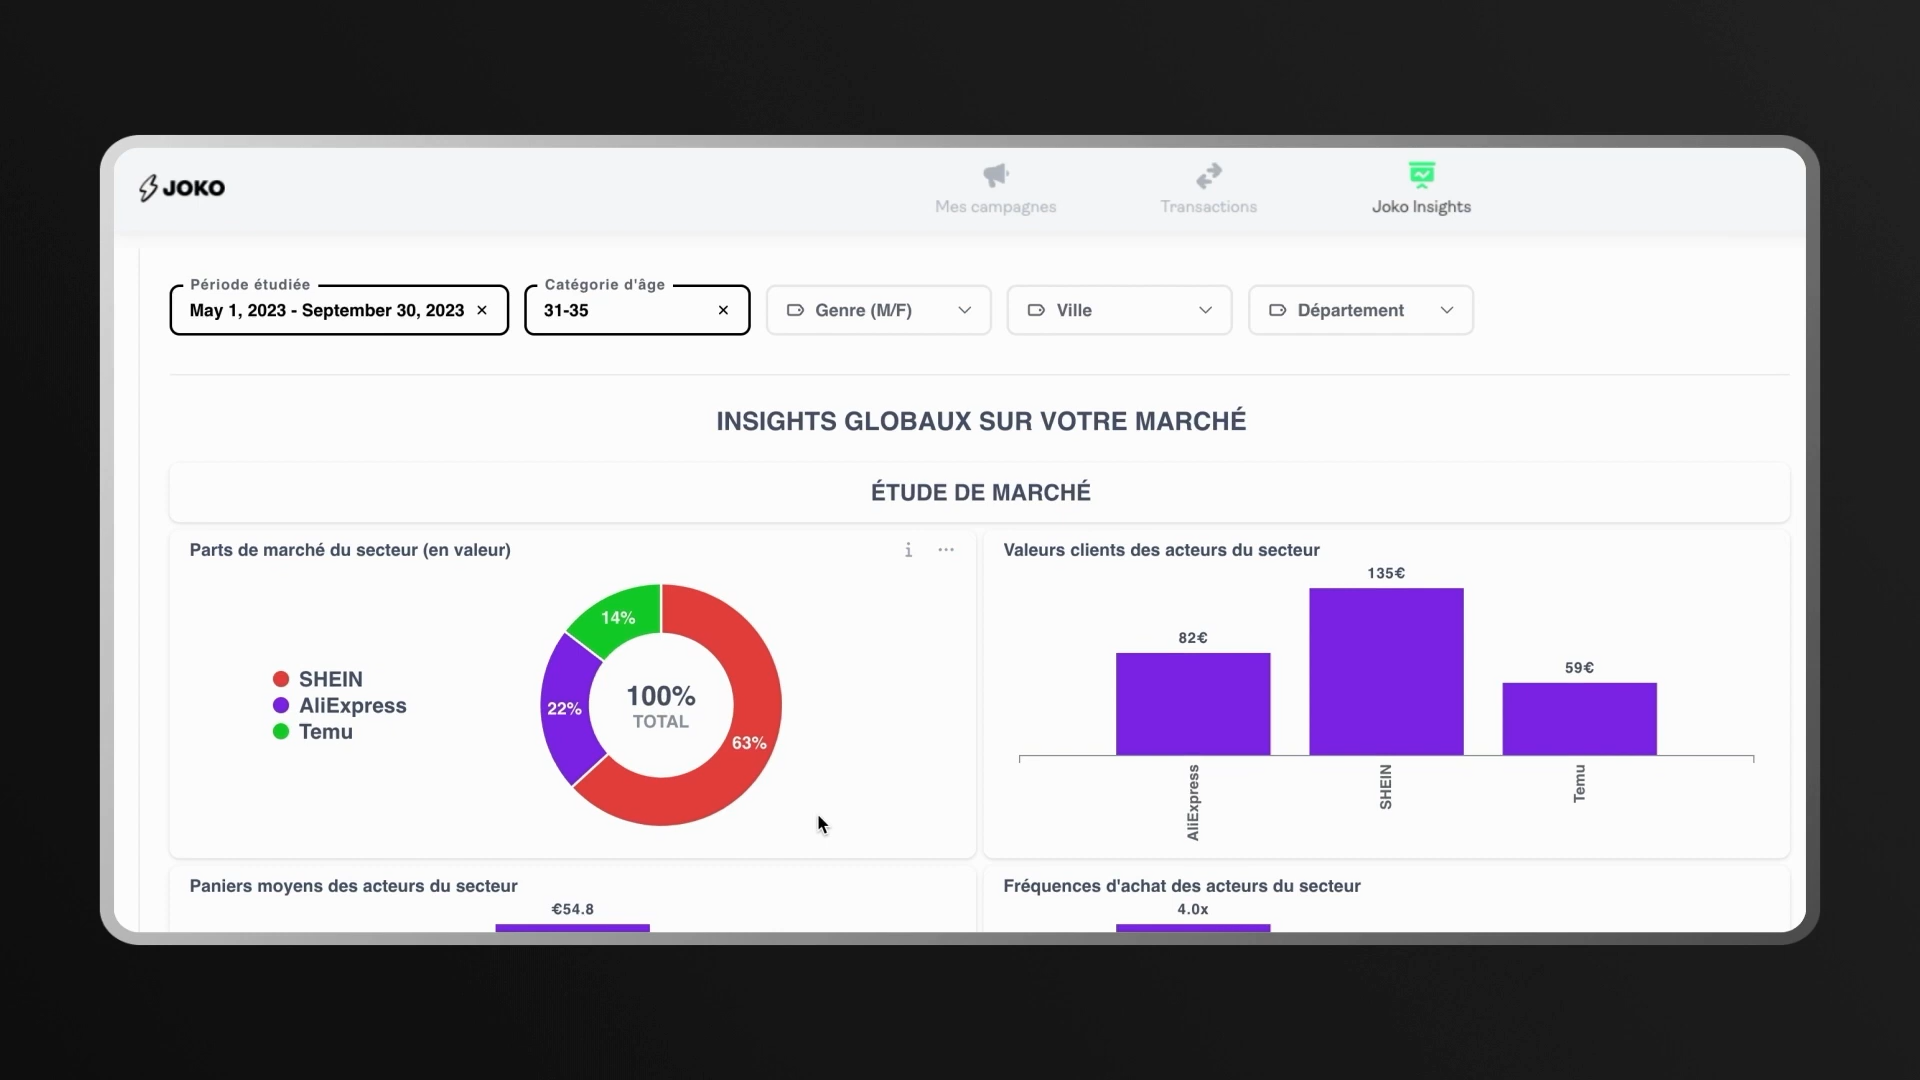 JOKO
Mes campagnes
Transactions
Joko Insights
Période étudiée
May 1, 2023 - September 30, 2023 ×
Catégorie d'âge
31-35 ×
Genre (M/F)
Ville
Département
INSIGHTS GLOBAUX SUR VOTRE MARCHÉ
ÉTUDE DE MARCHÉ
Parts de marché du secteur (en valeur)
SHEIN
AliExpress
Temu
14%
22%
63%
100%
TOTAL
Valeurs clients des acteurs du secteur
82€
135€
59€
AliExpress
SHEIN
Temu
Paniers moyens des acteurs du secteur
€54.8
Fréquences d'achat des acteurs du secteur
4.0x